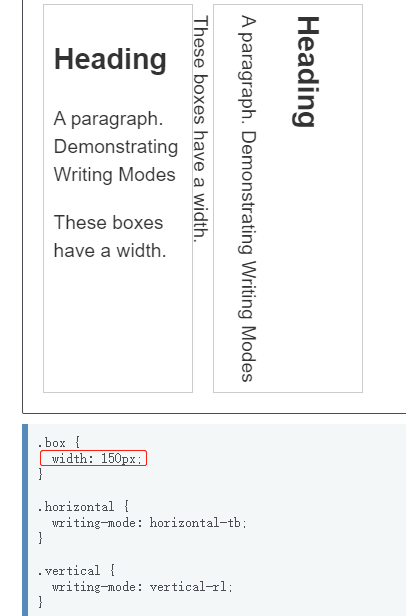 Heading
A paragraph.
Demonstrating
Writing Modes
These boxes
have a width.
Heading
A paragraph. Demonstrating Writing Modes
These boxes have a width.
.box {
  width: 150px;
}
.horizontal {
  writing-mode: horizontal-tb;
}
.vertical {
  writing-mode: vertical-rl;
}